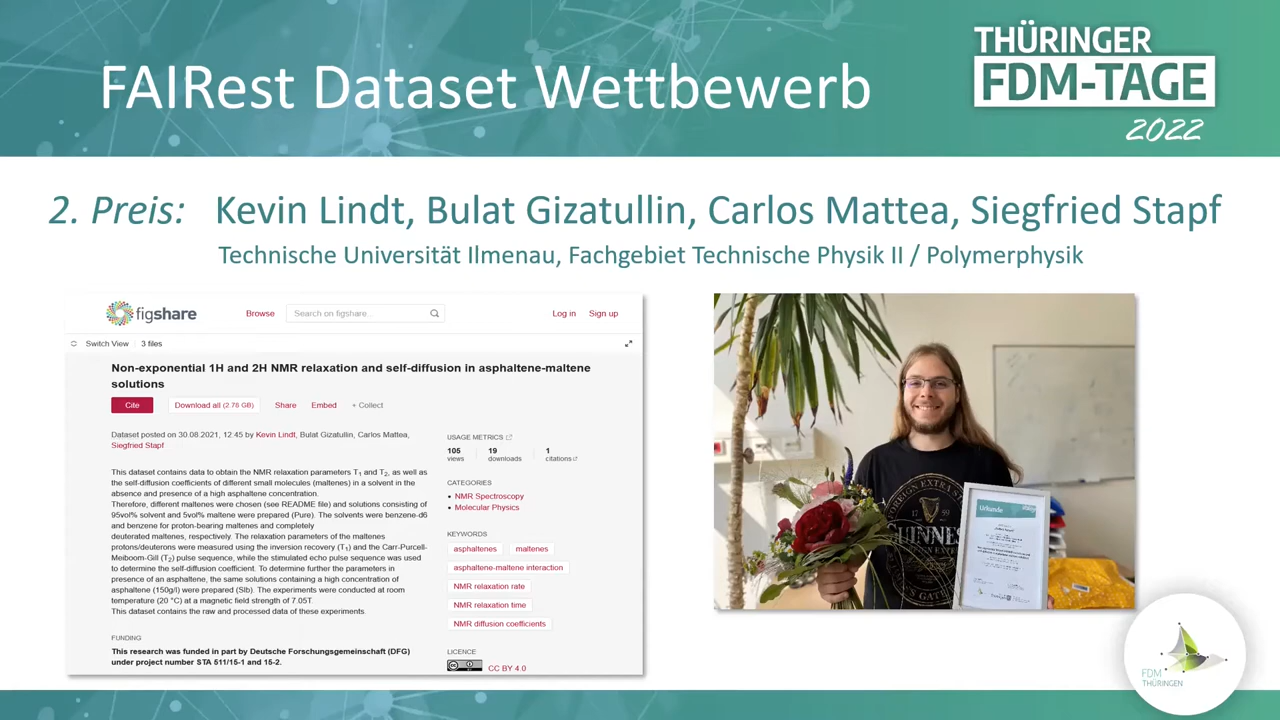 FAIRest Dataset Wettbewerb
THÜRINGER
FDM-TAGE
2022
2. Preis: Kevin Lindt, Bulat Gizatullin, Carlos Mattea, Siegfried Stapf
Technische Universität Ilmenau, Fachgebiet Technische Physik II / Polymerphysik
figshare
Browse
Search on figshare...
Log in
Sign up
Switch View
3 files
Non-exponential 1H and 2H NMR relaxation and self-diffusion in asphaltene-maltene
solutions
Cite
Download all (2.78 GB)
Share
Embed
+ Collect
Dataset posted on 30.08.2021, 12:45 by Kevin Lindt, Bulat Gizatullin, Carlos Mattea,
Siegfried Stapf
This dataset contains data to obtain the NMR relaxation parameters T1 and T2, as well as
the self-diffusion coefficients of different small molecules (maltenes) in a solvent in the
absence and presence of a high asphaltene concentration.
Therefore, different maltenes were chosen (see README file) and solutions consisting of
95vol% solvent and 5vol% maltene were prepared (Pure). The solvents were benzene-d6
and benzene for proton-bearing maltenes and completely
deuterated maltenes, respectively. The relaxation parameters of the maltenes
protons/deuterons were measured using the inversion recovery (T1) and the Carr-Purcell-
Meiboom-Gill (T2) pulse sequence, while the stimulated echo pulse sequence was used
to determine the self-diffusion coefficient. To determine further the parameters in
presence of an asphaltene, the same solutions containing a high concentration of
asphaltene (150g/l) were prepared (SIb). The experiments were conducted at room
temperature (20 °C) at a magnetic field strength of 7.05T.
This dataset contains the raw and processed data of these experiments.
FUNDING
This research was funded in part by Deutsche Forschungsgemeinschaft (DFG)
under project number STA 511/15-1 and 15-2.
USAGE METRICS
105 19 1
views downloads citations
CATEGORIES
NMR Spectroscopy
Molecular Physics
KEYWORDS
asphaltenes
maltenes
asphaltene-maltene interaction
NMR relaxation rate
NMR relaxation time
NMR diffusion coefficients
LICENCE
CC BY 4.0
EXTRA
17 59
GUINNESS
Urkunde
FDM
THÜRINGEN